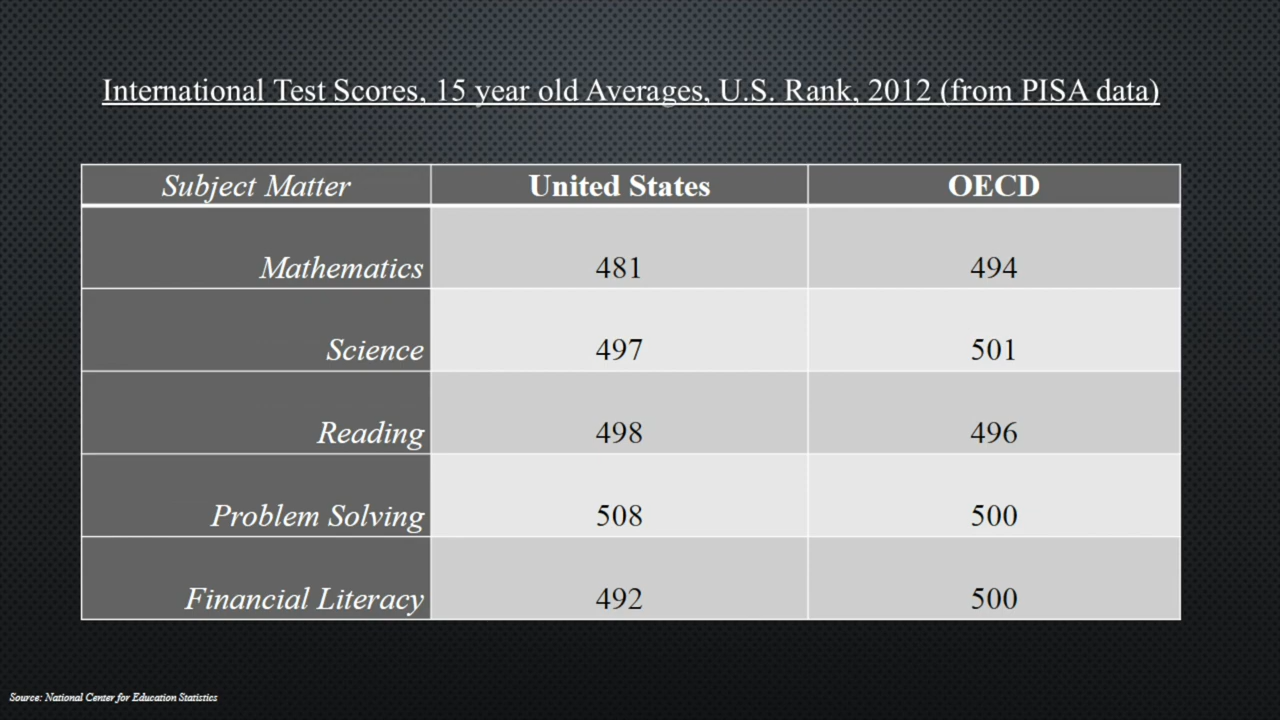 International Test Scores, 15 year old Averages, U.S. Rank, 2012 (from PISA data)
Subject Matter United States OECD
Mathematics 481 494
Science 497 501
Reading 498 496
Problem Solving 508 500
Financial Literacy 492 500
Source: National Center for Education Statistics